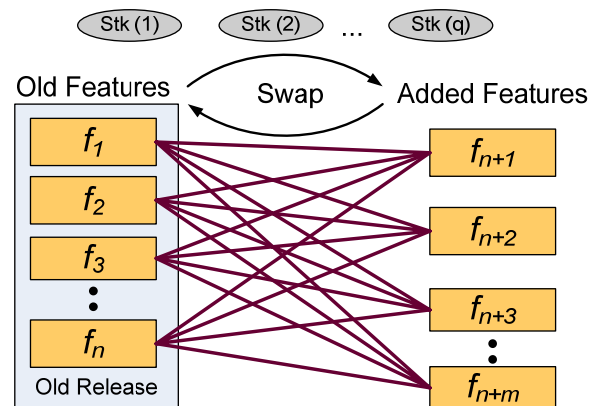 Stk (1) Stk (2) ... Stk (q)
Old Features Swap Added Features
f1 fn+1
f2 fn+2
f3 fn+3
fn fn+m
Old Release